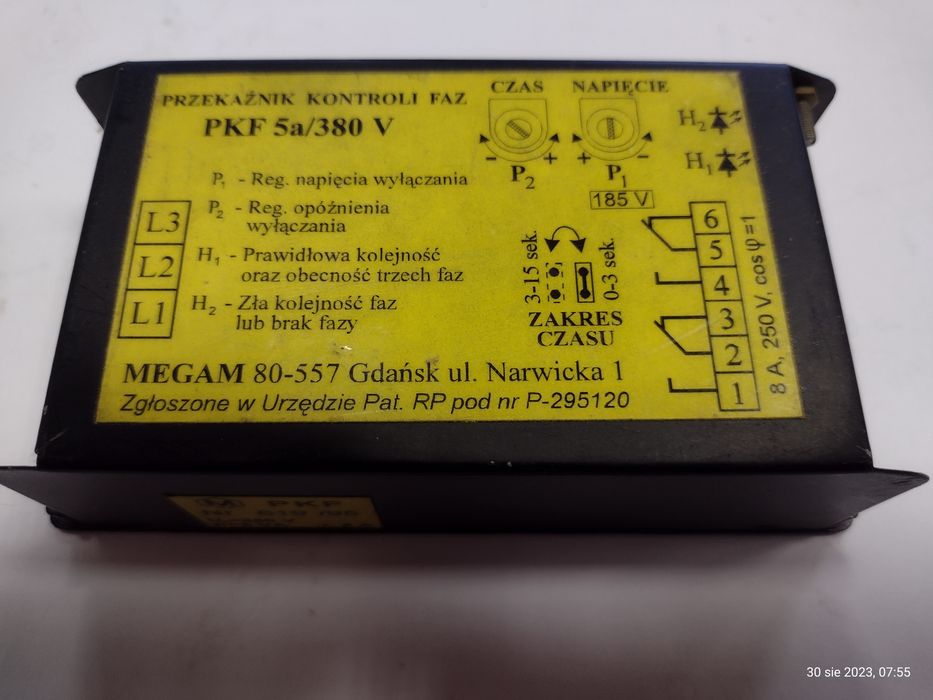 PRZEKAŹNIK KONTROLI FAZ
PKF 5a/380 V
CZAS NAPIĘCIE
- + + -
P2 P1
185 V
H2
H1
P1 - Reg. napięcia wyłączania
P2 - Reg. opóźnienia
wyłączania
H1 - Prawidłowa kolejność
oraz obecność trzech faz
H2 - Zła kolejność faz
lub brak fazy
L3
L2
L1
3-15 sek.
0-3 sek.
ZAKRES
CZASU
6
5
4
3
2
1
8 A, 250 V, cos φ=1
MEGAM 80-557 Gdańsk ul. Narwicka 1
Zgłoszone w Urzędzie Pat. RP pod nr P-295120
M PKF
30 sie 2023, 07:55